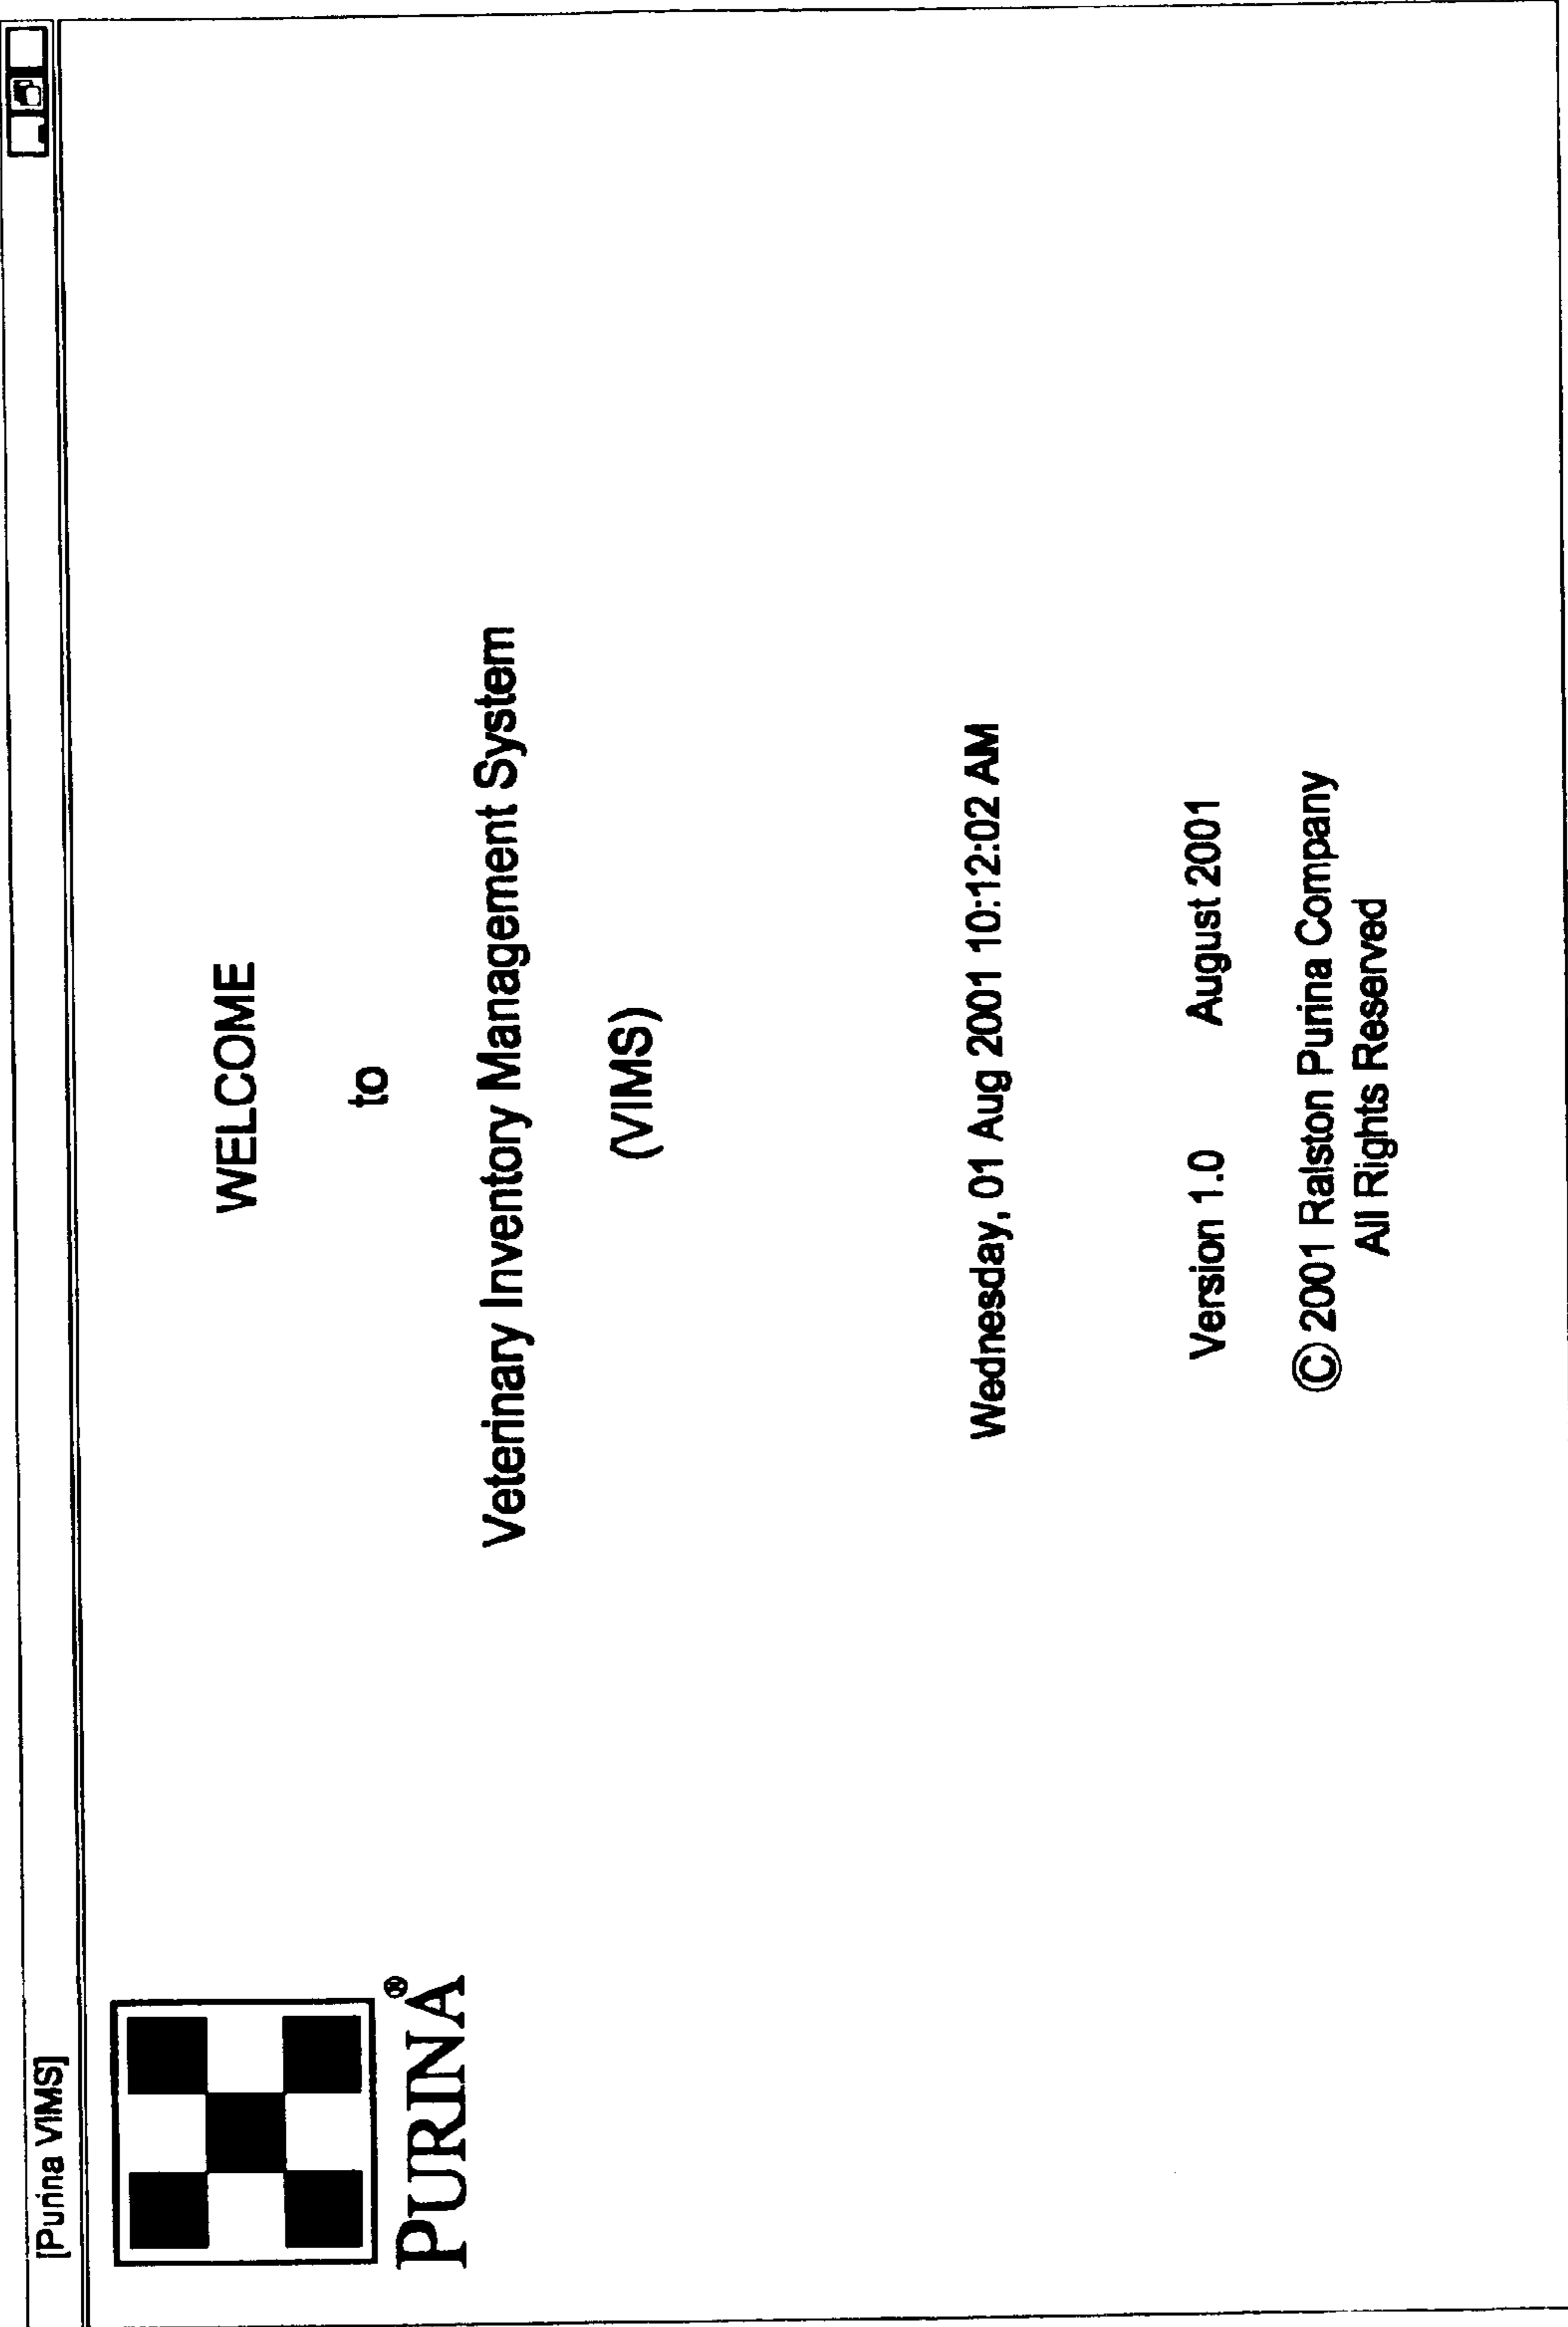 [Purina VIMS]
PURINA®
WELCOME
to
Veterinary Inventory Management System
(VIMS)
Wednesday, 01 Aug 2001 10:12:02 AM
Version 1.0 August 2001
© 2001 Ralston Purina Company
All Rights Reserved